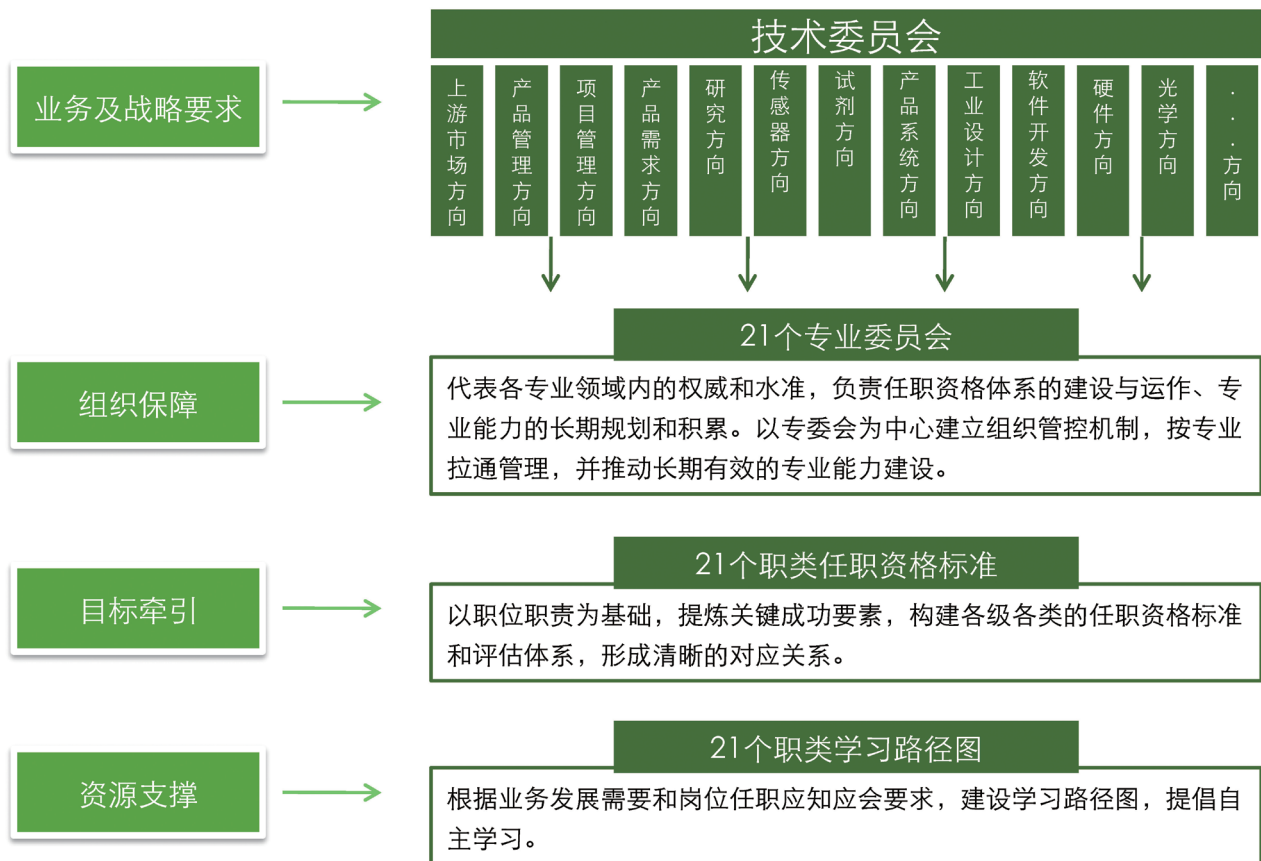 技术委员会
业务及战略要求
上游市场方向
产品管理方向
项目管理方向
产品需求方向
研究方向
传感器方向
试剂方向
产品系统方向
工业设计方向
软件开发方向
硬件方向
光学方向
...方向
21个专业委员会
组织保障
代表各专业领域内的权威和水准，负责任职资格体系的建设与运作、专
业能力的长期规划和积累。以专委会为中心建立组织管控机制，按专业
拉通管理，并推动长期有效的专业能力建设。
21个职类任职资格标准
目标牵引
以职位职责为基础，提炼关键成功要素，构建各级各类的任职资格标准
和评估体系，形成清晰的对应关系。
21个职类学习路径图
资源支撑
根据业务发展需要和岗位任职应知应会要求，建设学习路径图，提倡自
主学习。